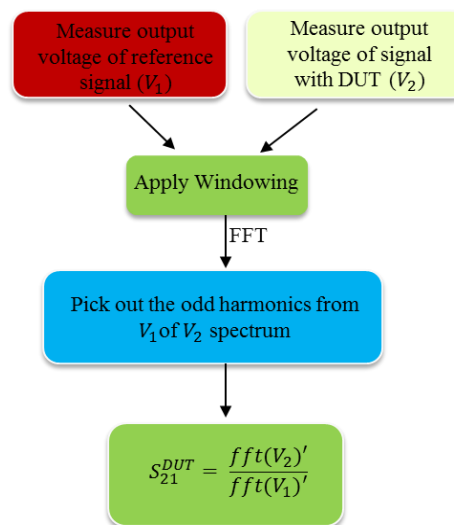 Measure output
voltage of reference
signal (V₁)
Measure output
voltage of signal
with DUT (V₂)
Apply Windowing
FFT
Pick out the odd harmonics from
V₁ of V₂ spectrum
S₂₁ᴰᵁᵀ = fft(V₂)′ / fft(V₁)′